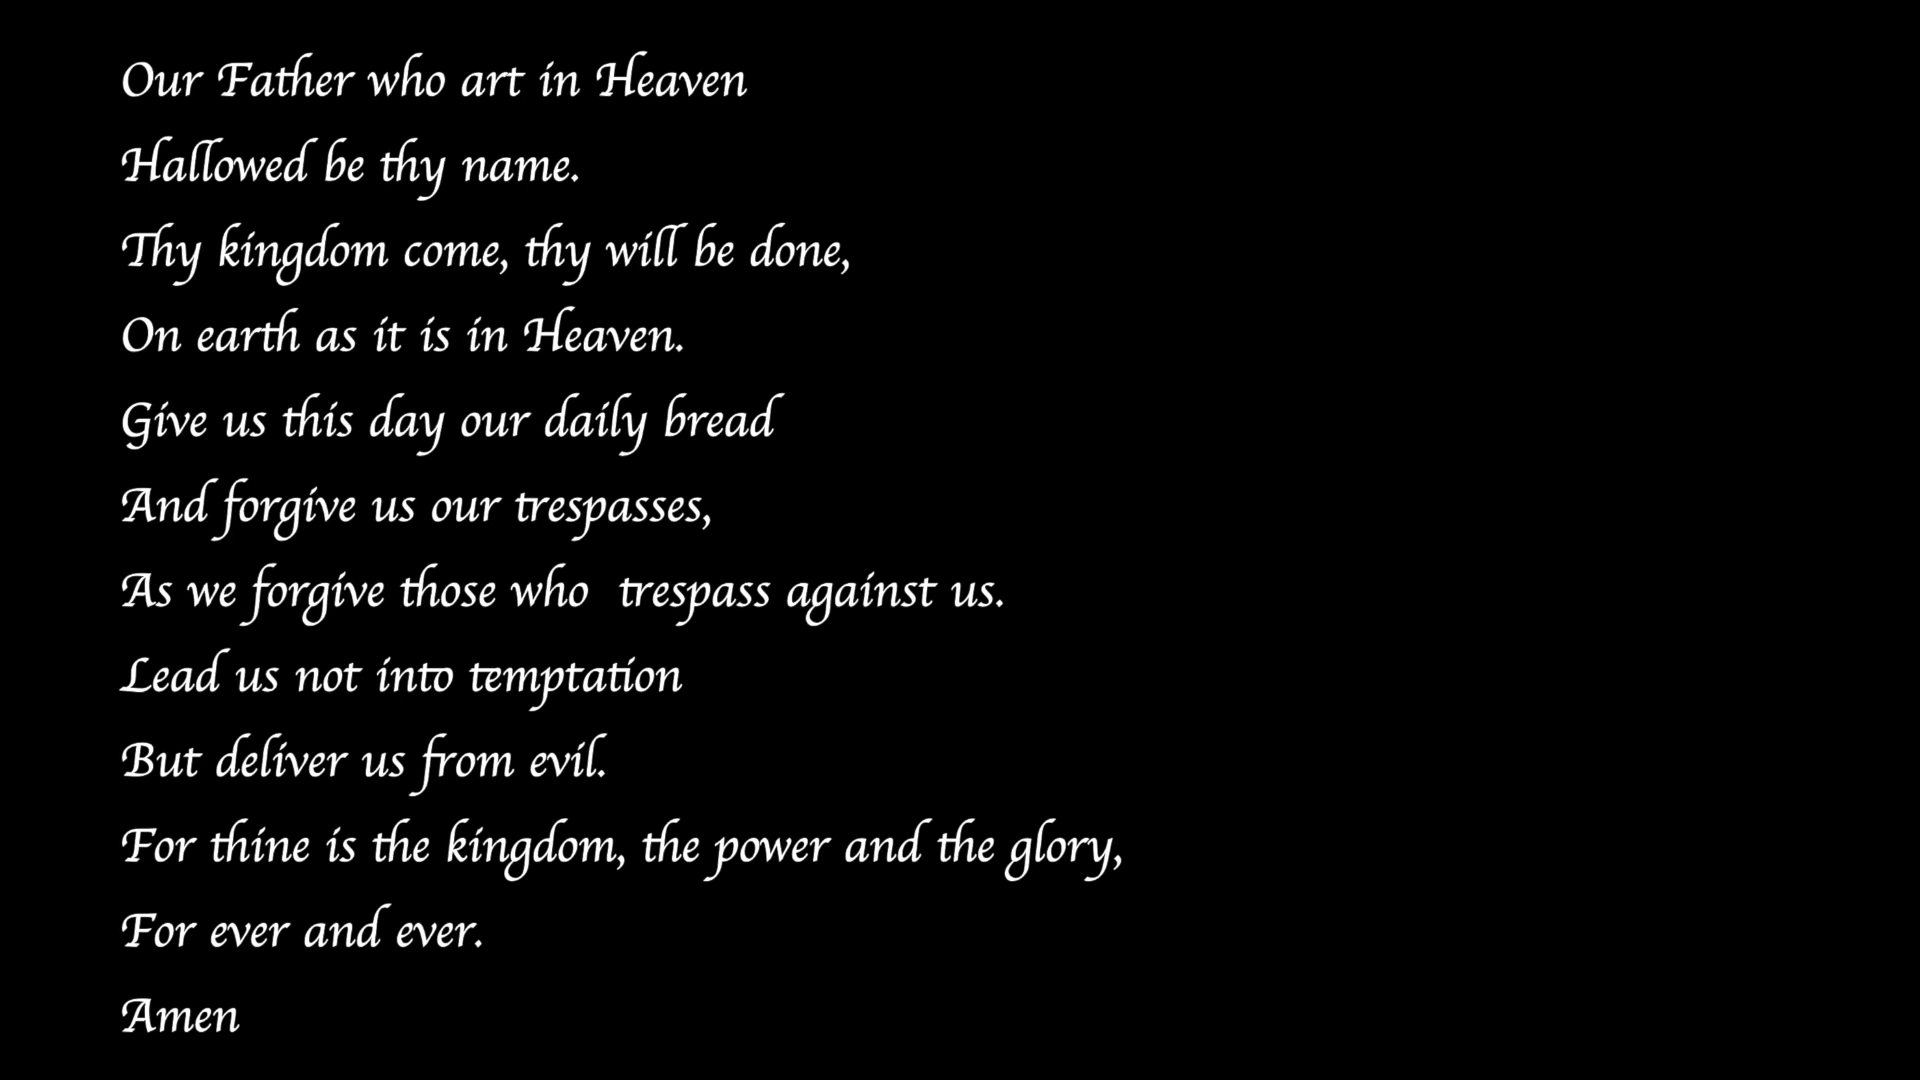 Our Father who art in Heaven
Hallowed be thy name.
Thy kingdom come, thy will be done,
On earth as it is in Heaven.
Give us this day our daily bread
And forgive us our trespasses,
As we forgive those who  trespass against us.
Lead us not into temptation
But deliver us from evil.
For thine is the kingdom, the power and the glory,
For ever and ever.
Amen